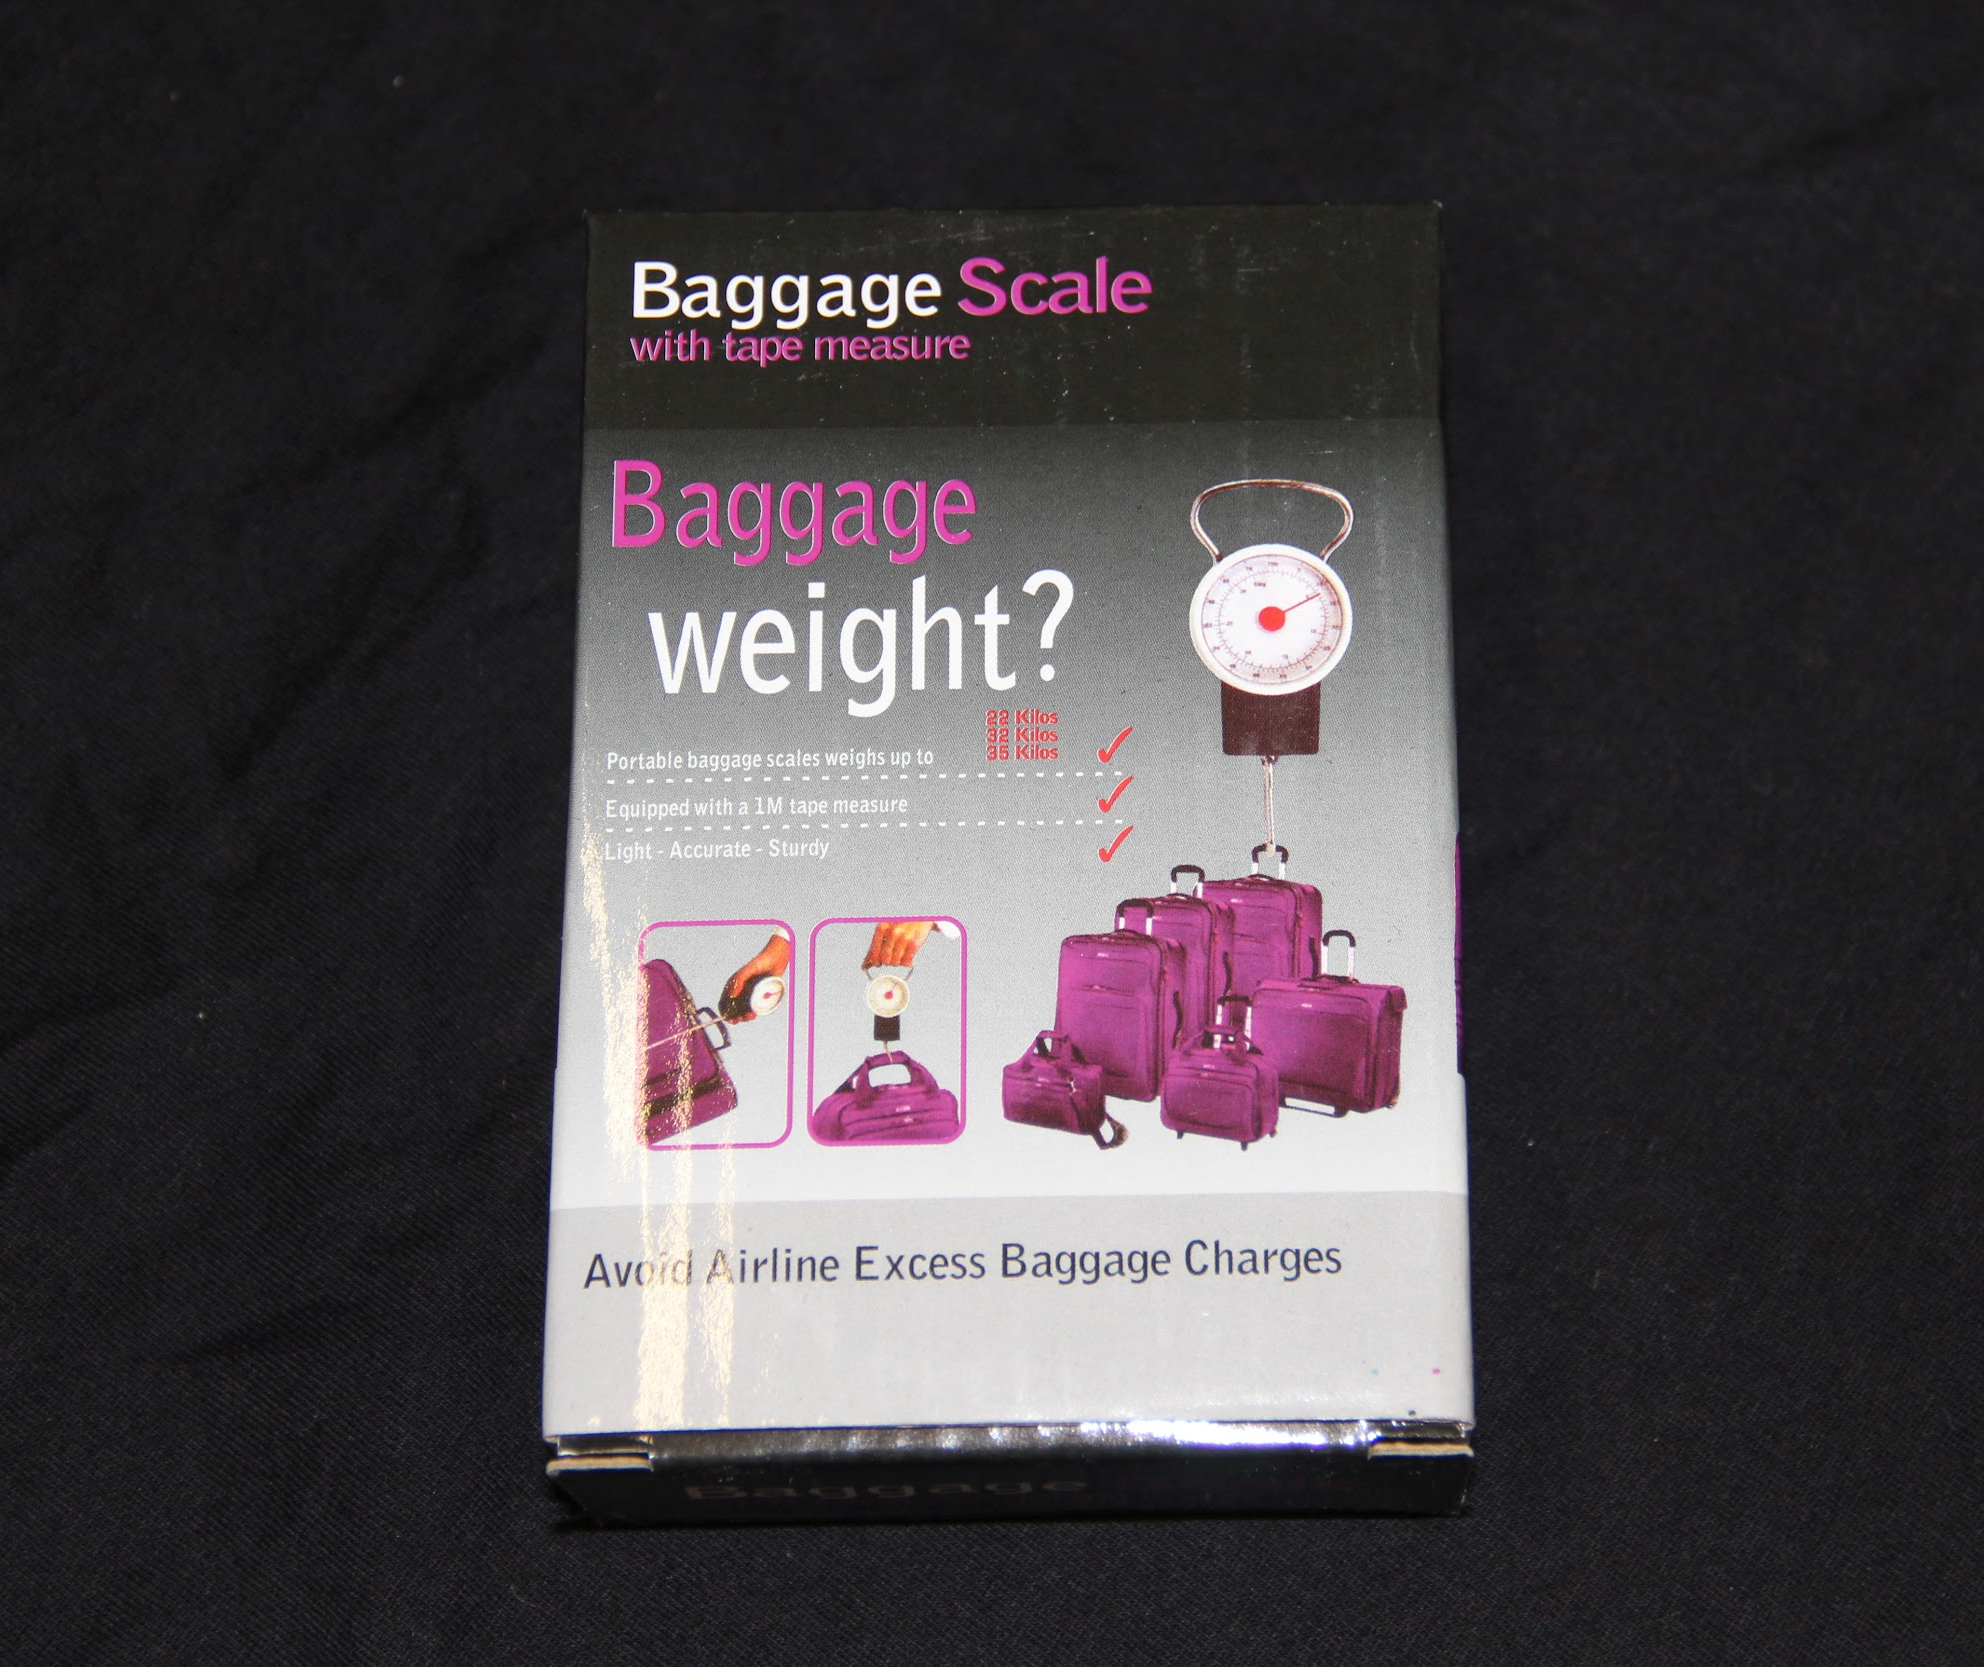 Baggage Scale
with tape measure
Baggage
weight?
22 Kilos
32 Kilos
35 Kilos
Portable baggage scales weighs up to
Equipped with a 1M tape measure
Light - Accurate - Sturdy
Avoid Airline Excess Baggage Charges
Baggage